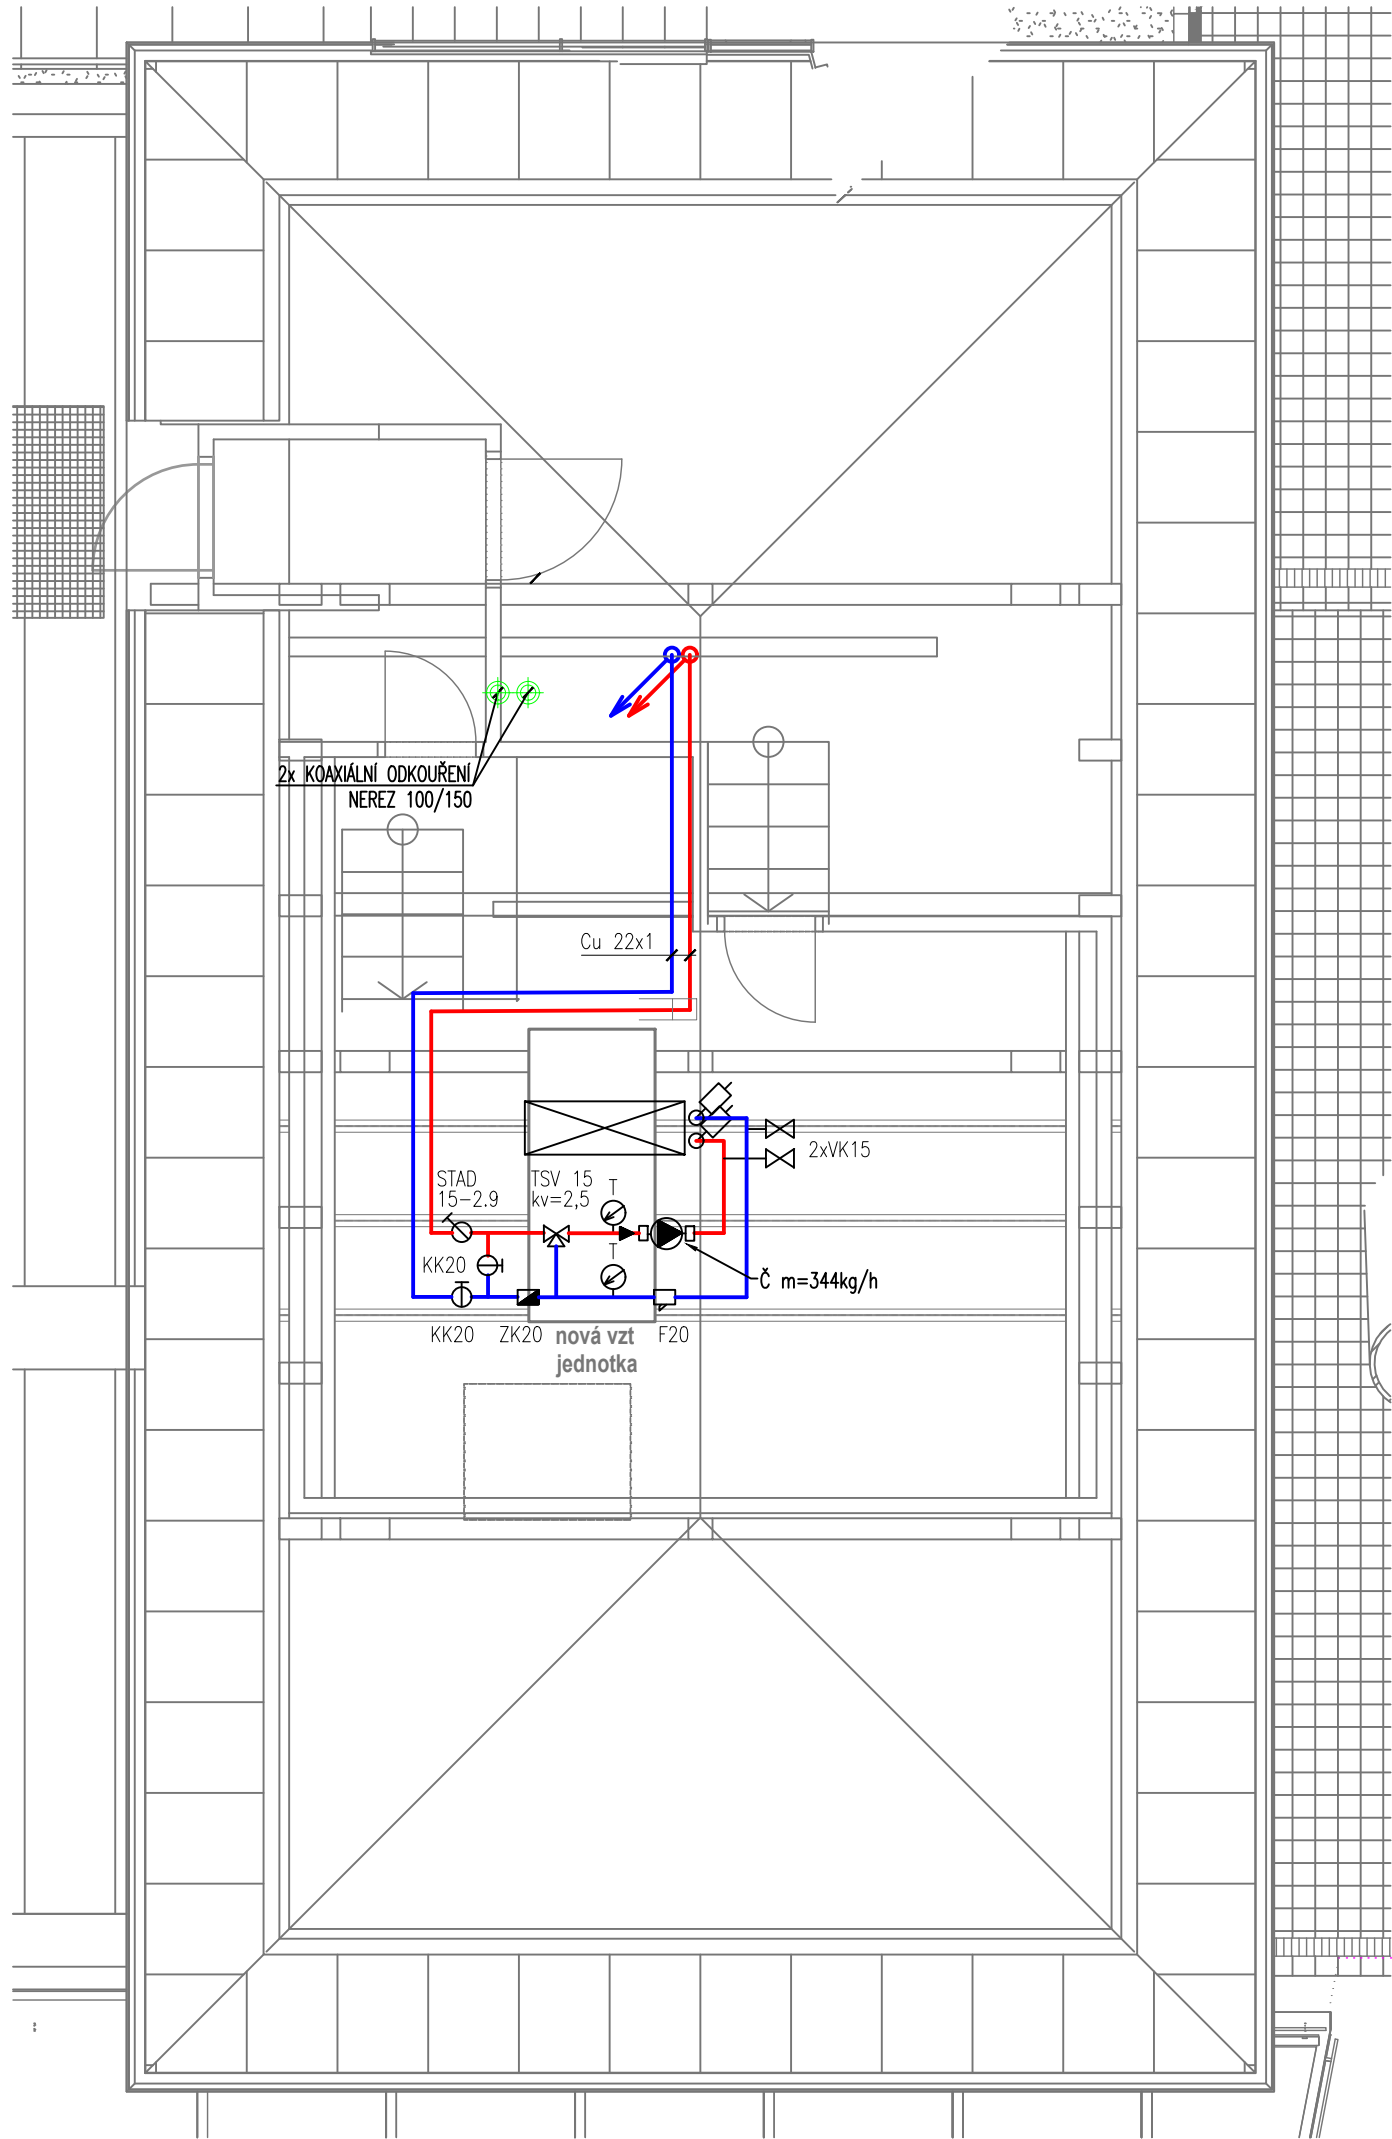 2x KOAXIÁLNÍ ODKOUŘENÍ
NEREZ 100/150
Cu 22x1
2xVK15
STAD
15-2.9
TSV 15
kv=2,5
T
T
KK20
Č m=344kg/h
KK20
ZK20
F20
nová vzt
jednotka